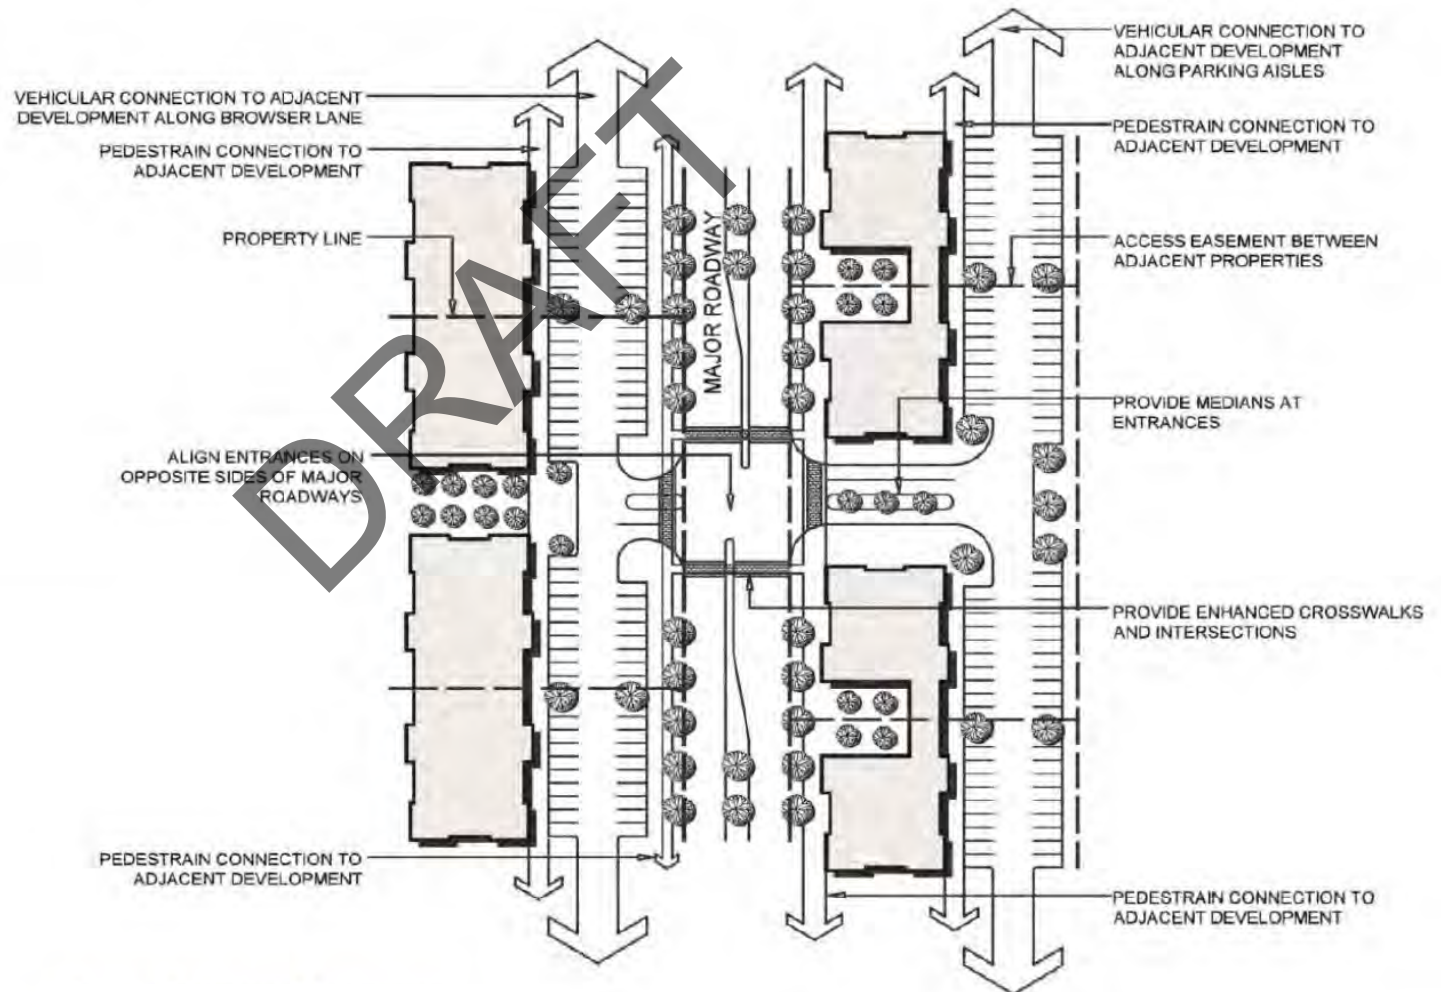 VEHICULAR CONNECTION TO
ADJACENT DEVELOPMENT
ALONG PARKING AISLES
VEHICULAR CONNECTION TO ADJACENT
DEVELOPMENT ALONG BROWSER LANE
PEDESTRAIN CONNECTION TO
ADJACENT DEVELOPMENT
PEDESTRAIN CONNECTION TO
ADJACENT DEVELOPMENT
PROPERTY LINE
ACCESS EASEMENT BETWEEN
ADJACENT PROPERTIES
MAJOR ROADWAY
DRAFT
PROVIDE MEDIANS AT
ENTRANCES
ALIGN ENTRANCES ON
OPPOSITE SIDES OF MAJOR
ROADWAYS
PROVIDE ENHANCED CROSSWALKS
AND INTERSECTIONS
PEDESTRAIN CONNECTION TO
ADJACENT DEVELOPMENT
PEDESTRAIN CONNECTION TO
ADJACENT DEVELOPMENT